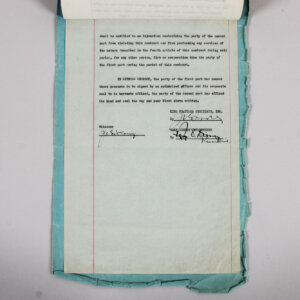 shall be entitled to an injunction restraining the party of the second part
from violating this contract and from performing any services of
the nature described in the fourth article of this contract during said
period, for any other person, firm or corporation than the party of
the first part during the period of this contract.
IN WITNESS WHEREOF, the party of the first part has caused
these presents to be signed by an authorized officer and its corporate
seal to be hereunto affixed, the party of the second part has affixed
his hand and seal the day and year first above written.
INC.
By
Witness